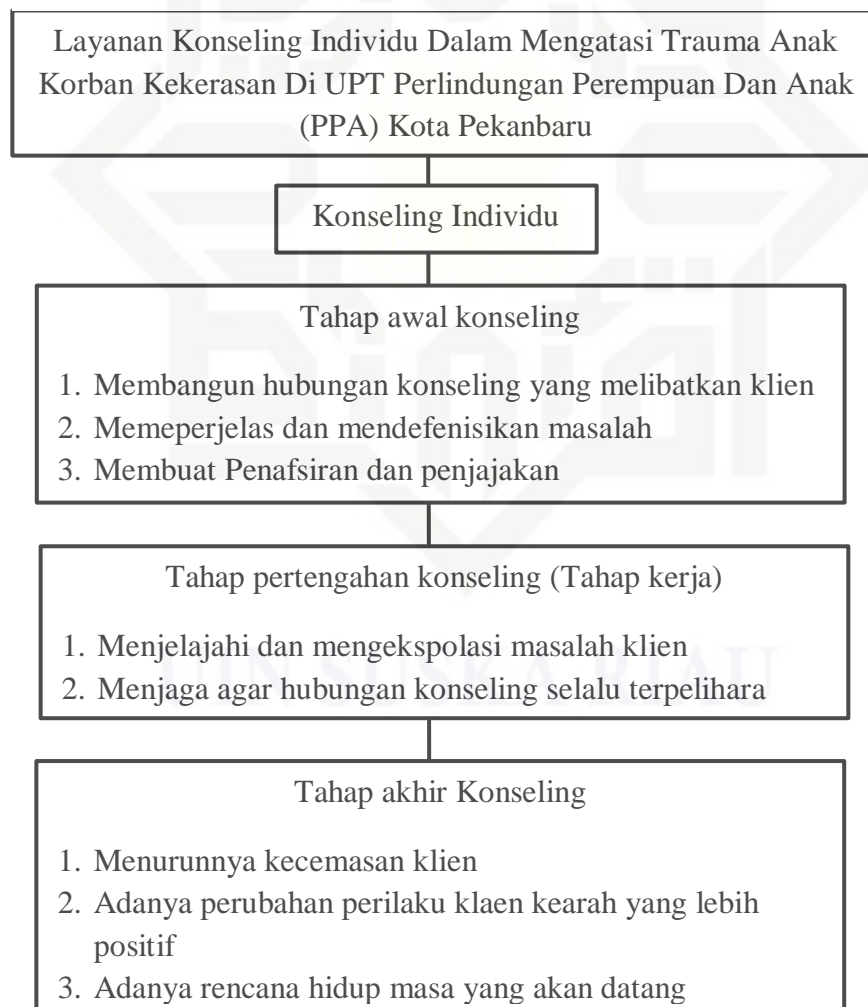 Layanan Konseling Individu Dalam Mengatasi Trauma Anak
Korban Kekerasan Di UPT Perlindungan Perempuan Dan Anak
(PPA) Kota Pekanbaru
Konseling Individu
Tahap awal konseling
1. Membangun hubungan konseling yang melibatkan klien
2. Memeperjelas dan mendefenisikan masalah
3. Membuat Penafsiran dan penjajakan
Tahap pertengahan konseling (Tahap kerja)
1. Menjelajahi dan mengekspolasi masalah klien
2. Menjaga agar hubungan konseling selalu terpelihara
UIN SUSKA RIAU
Tahap akhir Konseling
1. Menurunnya kecemasan klien
2. Adanya perubahan perilaku klaen kearah yang lebih
positif
3. Adanya rencana hidup masa yang akan datang